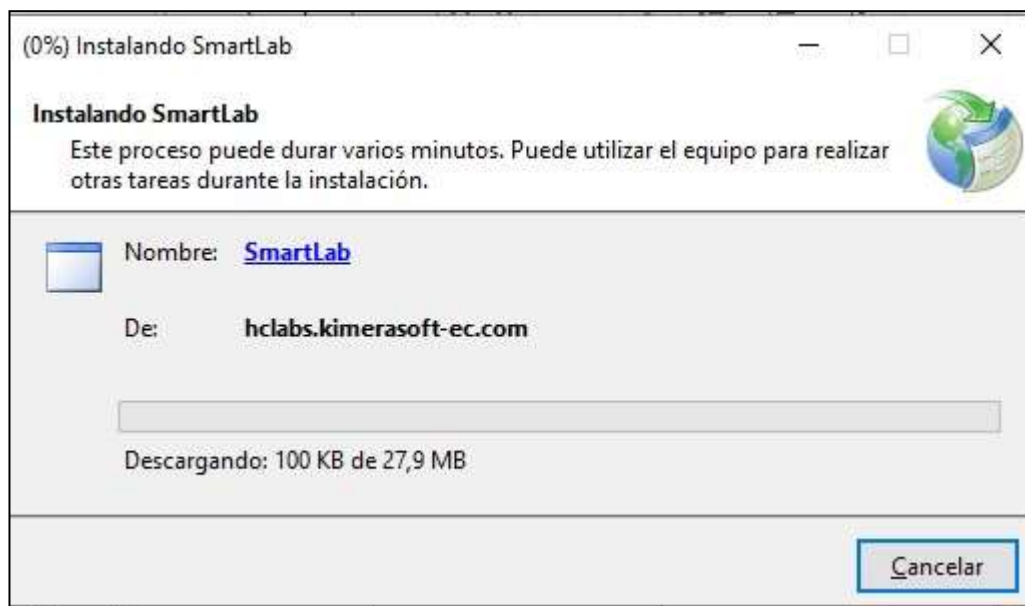 (0%) Instalando SmartLab
Instalando SmartLab
Este proceso puede durar varios minutos. Puede utilizar el equipo para realizar
otras tareas durante la instalación.
Nombre: SmartLab
De: hclabs.kimerasoft-ec.com
Descargando: 100 KB de 27,9 MB
Cancelar